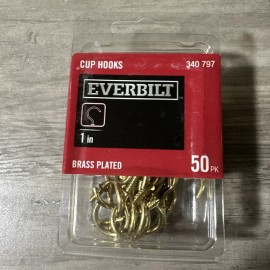 CUP HOOKS 340 797
EVERBILT
1 in
BRASS PLATED 50 PK